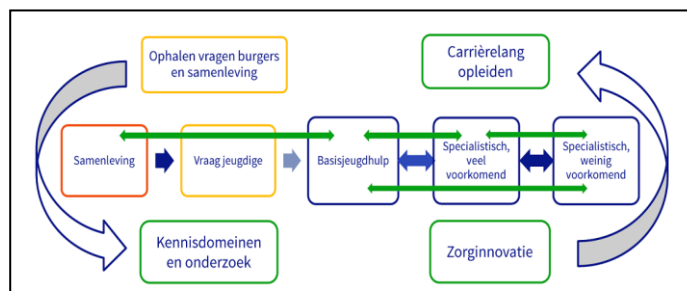 Ophalen vragen burgers
en samenleving
Carrièrelang
opleiden
Samenleving
Vraag jeugdige
Basisjeugdhulp
Specialistisch,
veel
voorkomend
Specialistisch,
weinig
voorkomend
Kennisdomeinen
en onderzoek
Zorginnovatie